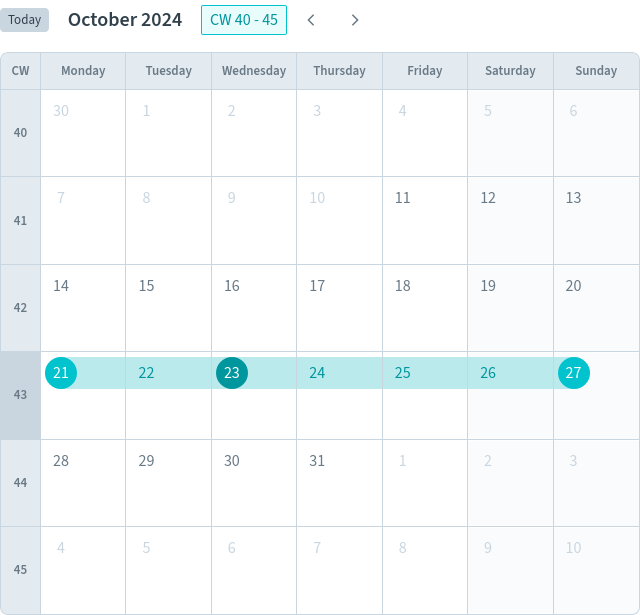 Today October 2024 CW 40 - 45
CW Monday Tuesday Wednesday Thursday Friday Saturday Sunday
40 30 1 2 3 4 5 6
41 7 8 9 10 11 12 13
42 14 15 16 17 18 19 20
43 21 22 23 24 25 26 27
44 28 29 30 31 1 2 3
45 4 5 6 7 8 9 10